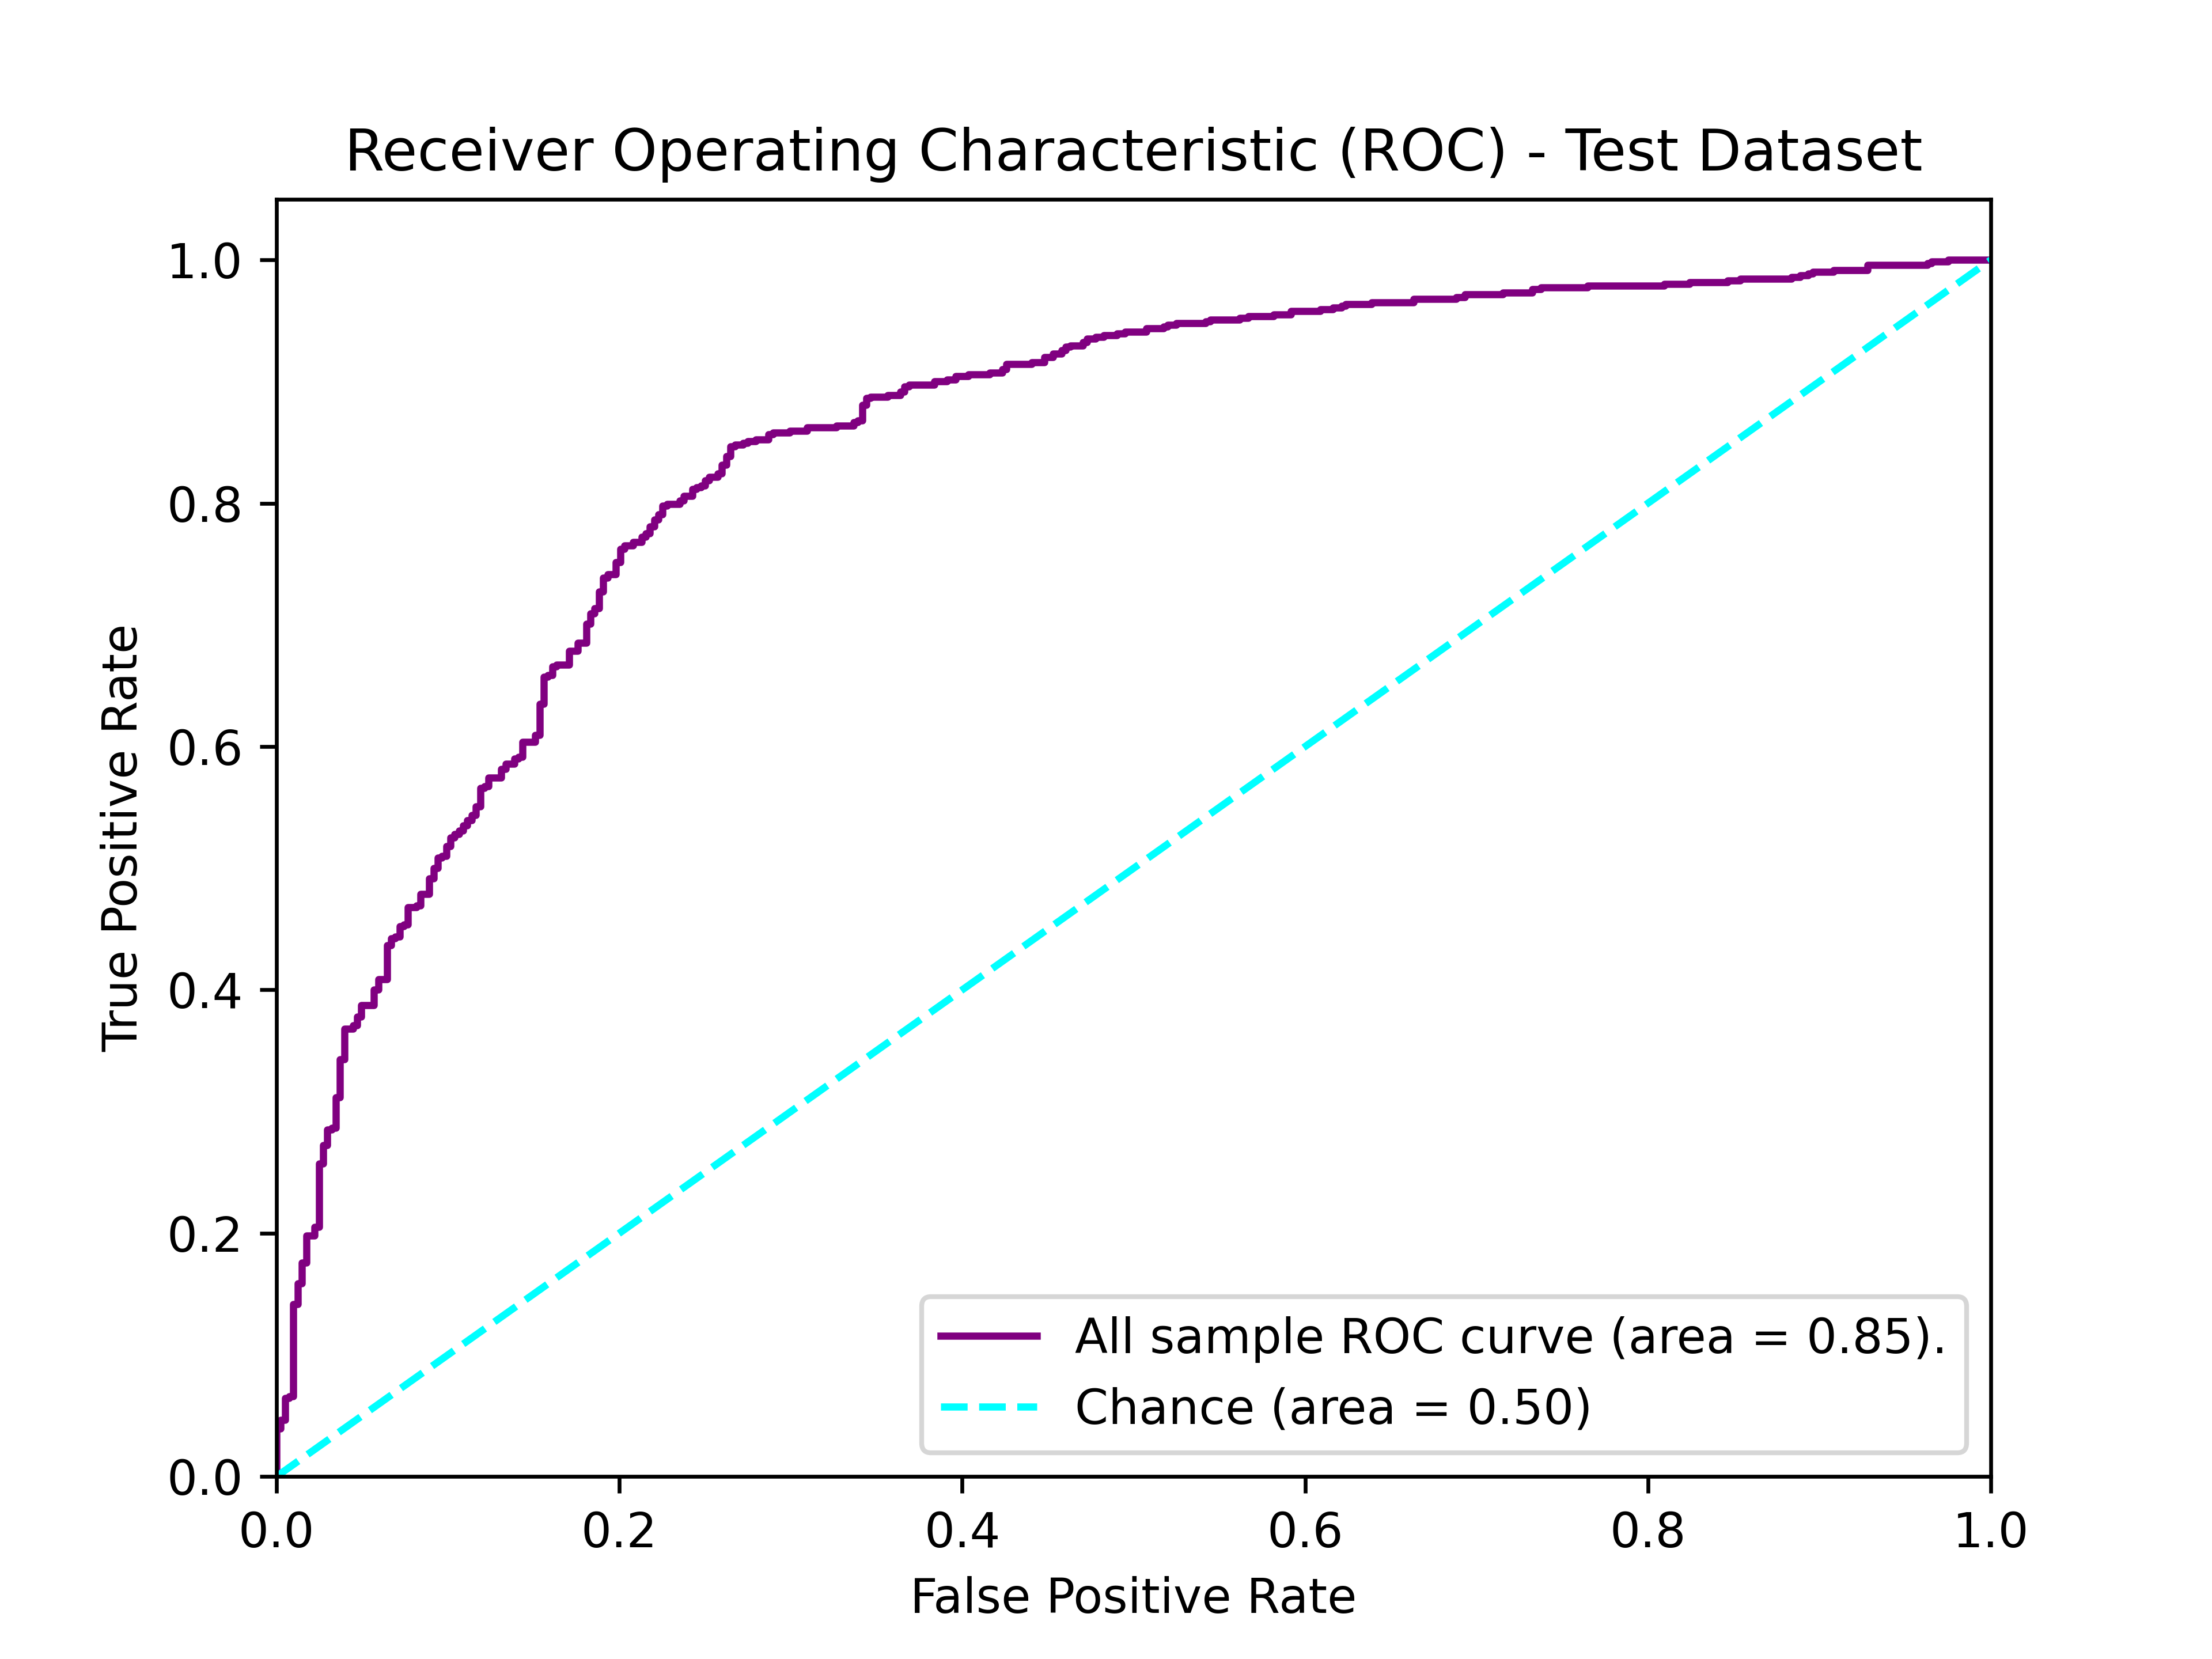 Receiver Operating Characteristic (ROC) - Test Dataset
True Positive Rate
1.0
0.8
0.6
0.4
0.2
0.0
All sample ROC curve (area = 0.85).
Chance (area = 0.50)
0.0 0.2 0.4 0.6 0.8 1.0
False Positive Rate